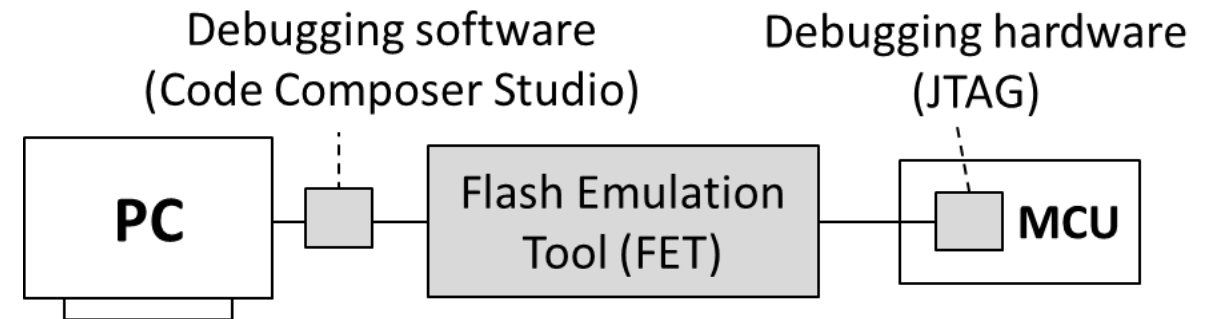 Debugging software
(Code Composer Studio)
Debugging hardware
(JTAG)
PC
Flash Emulation
Tool (FET)
MCU